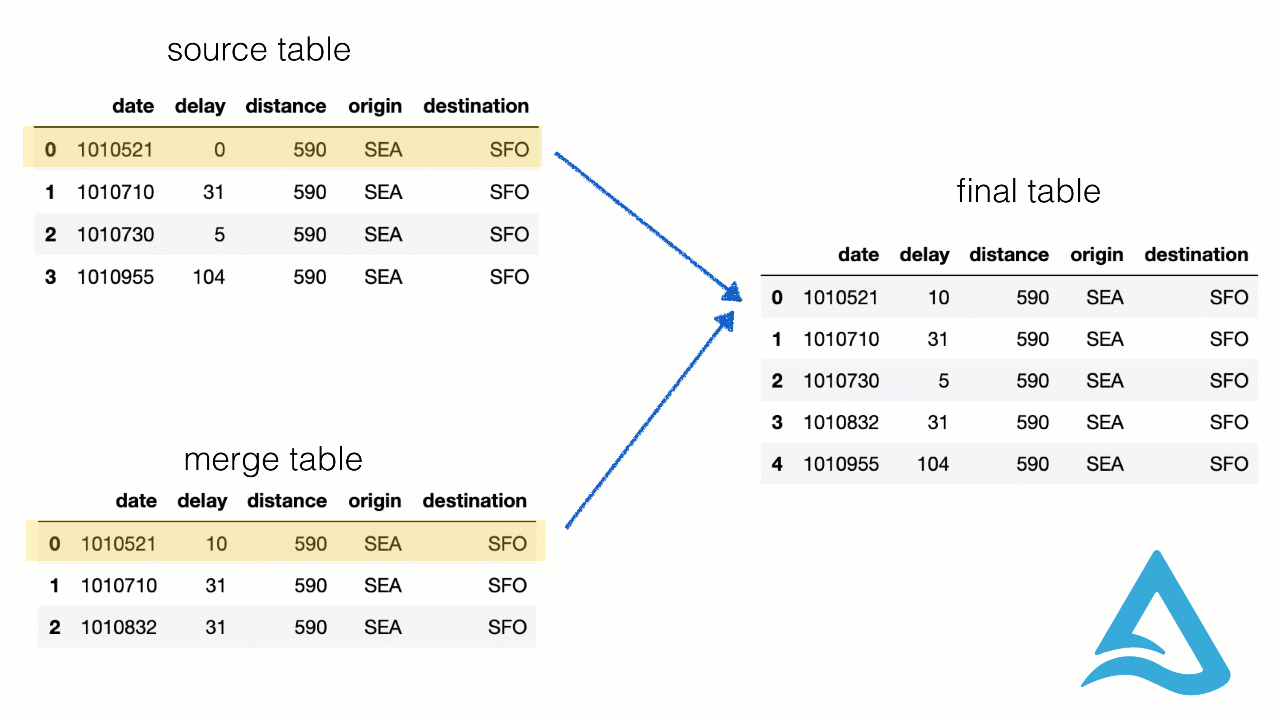 source table
date delay distance origin destination
0 1010521 0 590 SEA SFO
1 1010710 31 590 SEA SFO
2 1010730 5 590 SEA SFO
3 1010955 104 590 SEA SFO
merge table
date delay distance origin destination
0 1010521 10 590 SEA SFO
1 1010710 31 590 SEA SFO
2 1010832 31 590 SEA SFO
final table
date delay distance origin destination
0 1010521 10 590 SEA SFO
1 1010710 31 590 SEA SFO
2 1010730 5 590 SEA SFO
3 1010832 31 590 SEA SFO
4 1010955 104 590 SEA SFO